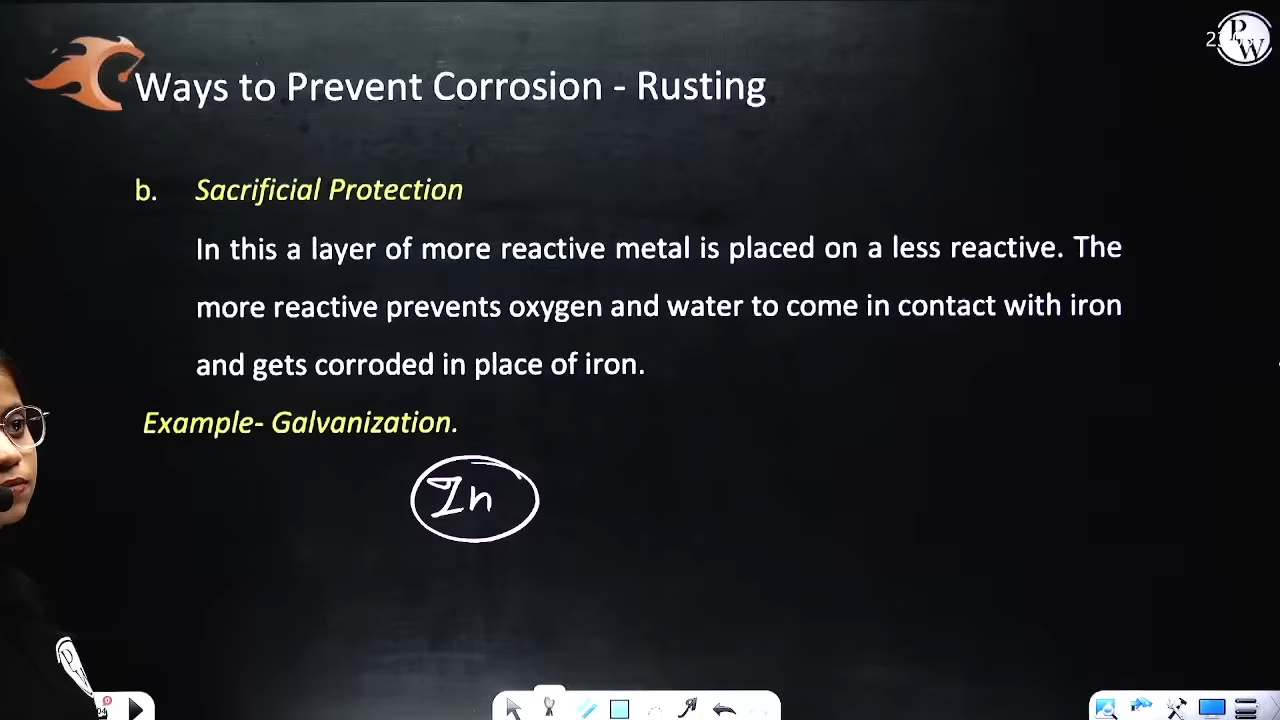 Ways to Prevent Corrosion - Rusting
b. Sacrificial Protection
In this a layer of more reactive metal is placed on a less reactive. The
more reactive prevents oxygen and water to come in contact with iron
and gets corroded in place of iron.
Example- Galvanization.
Zn
PW